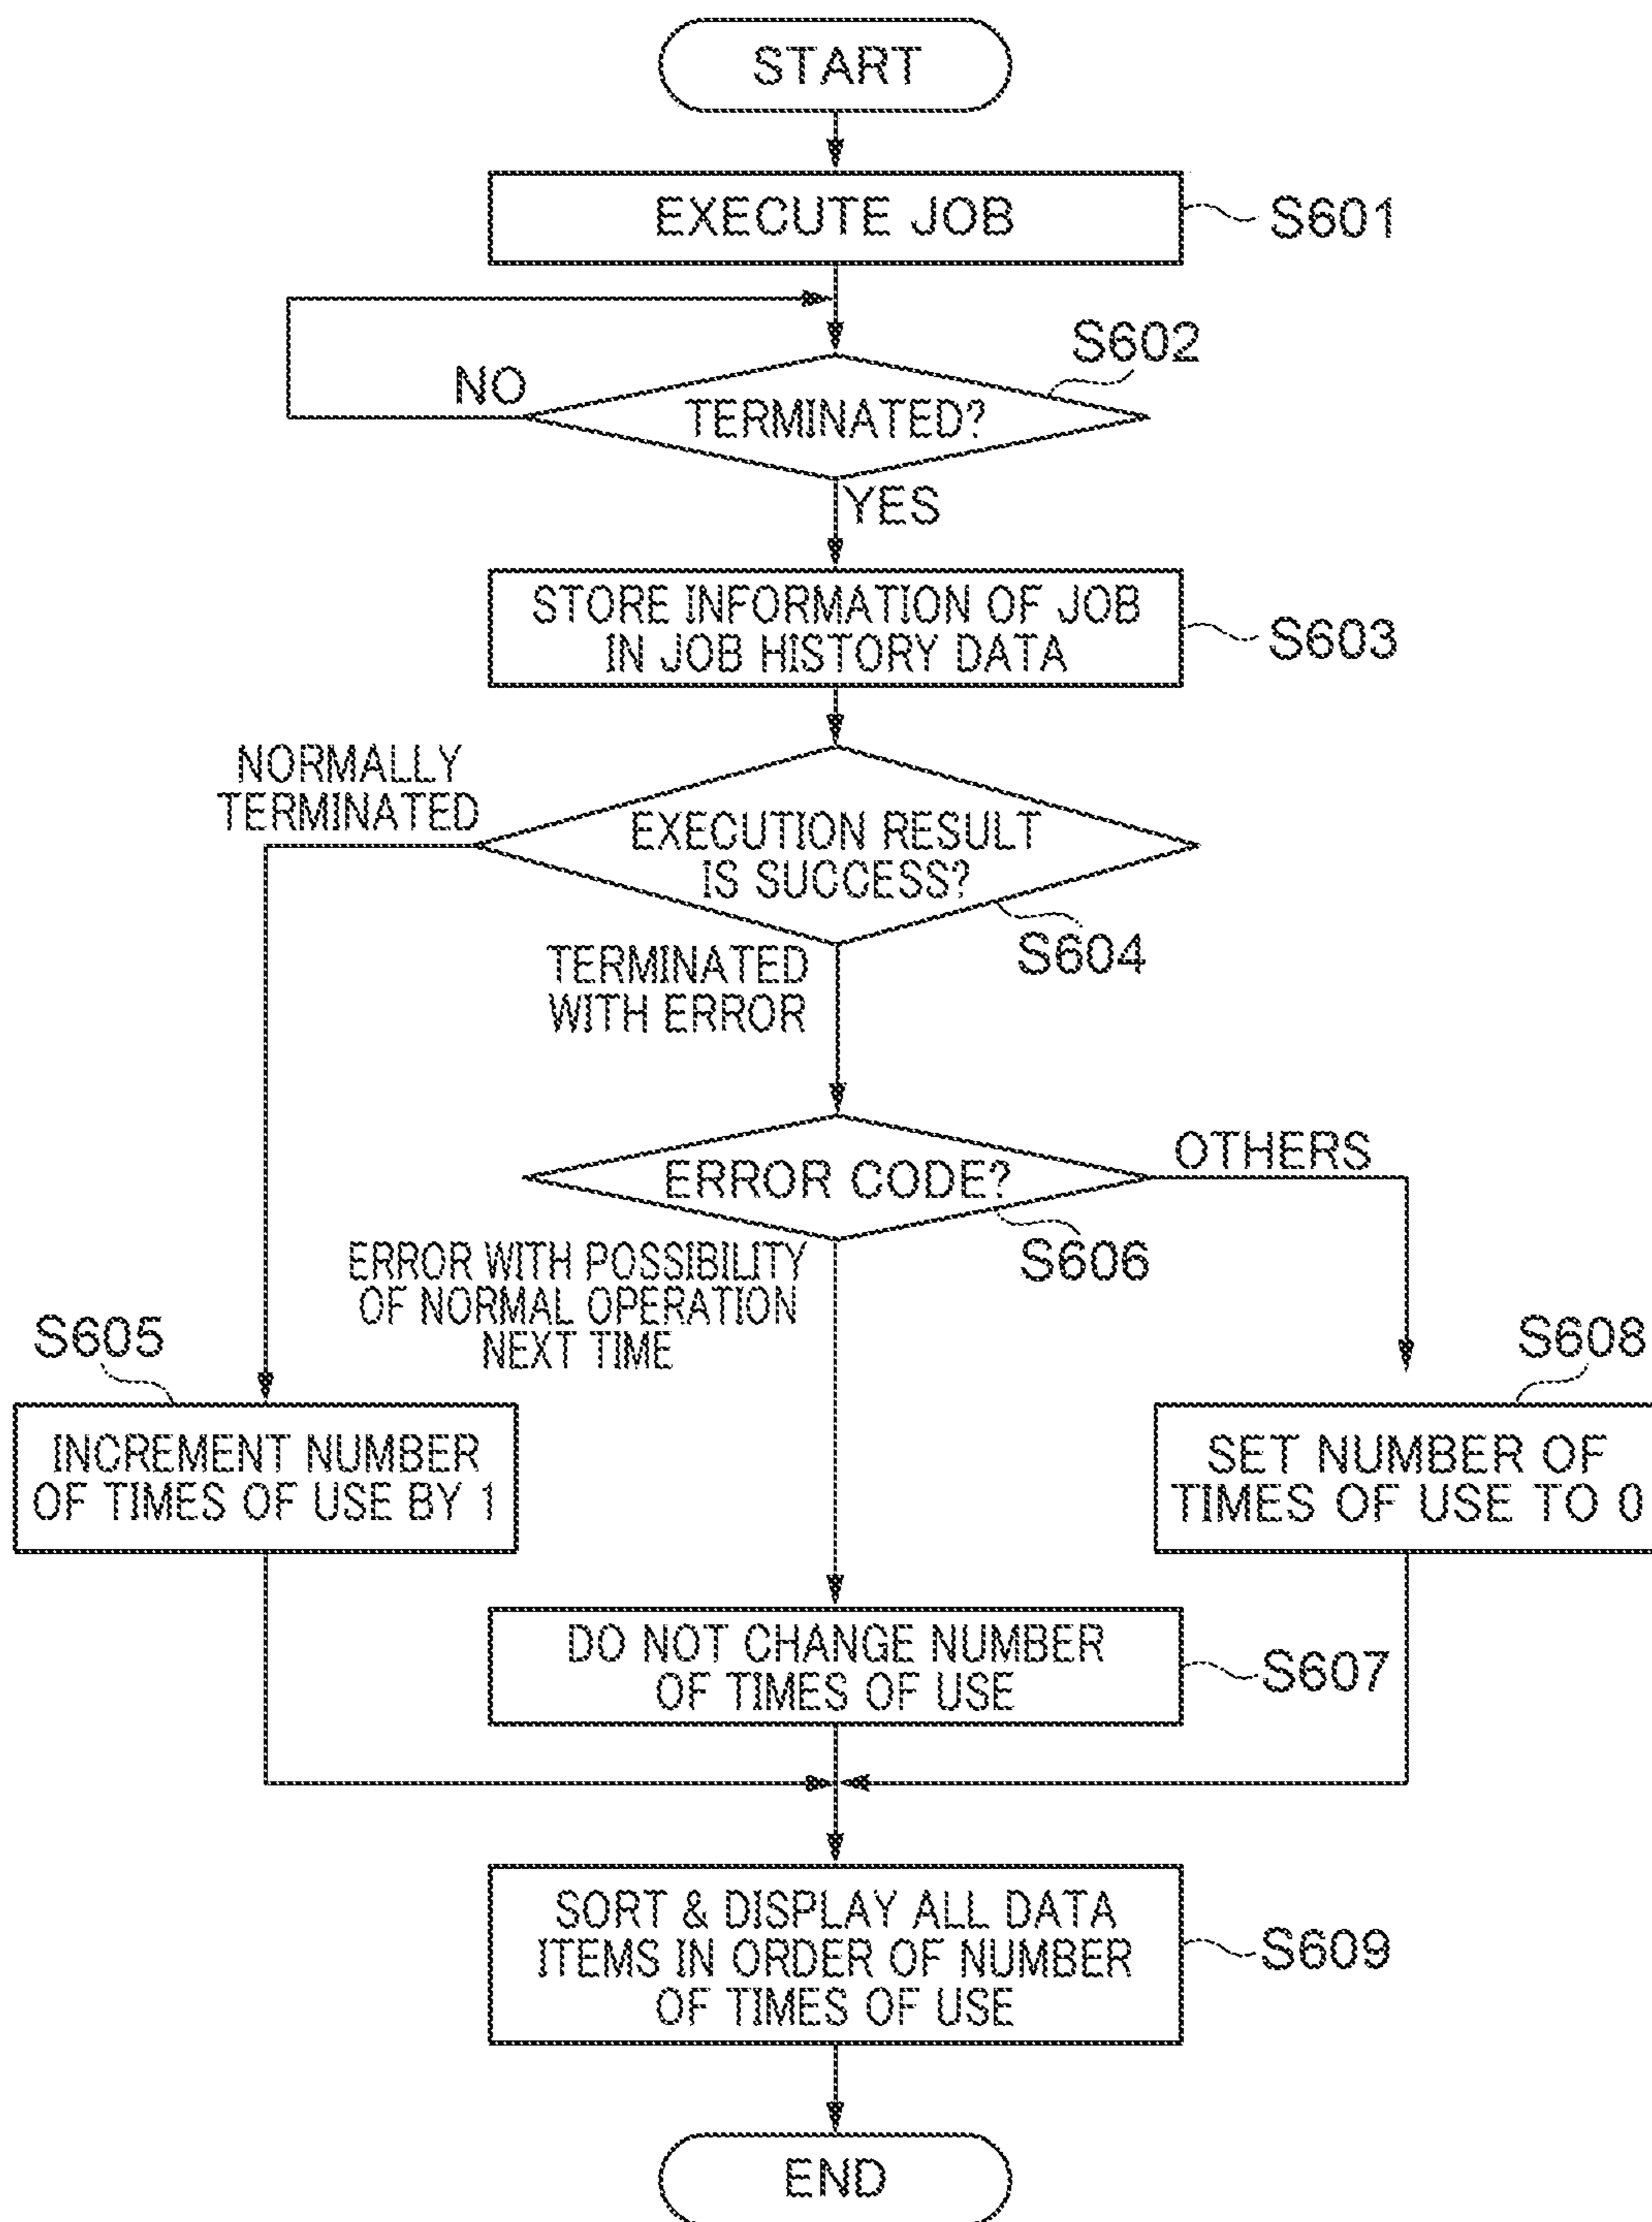 START
EXECUTE JOB
S601
S602
NO
TERMINATED?
YES
STORE INFORMATION OF JOB
IN JOB HISTORY DATA
S603
NORMALLY
TERMINATED
EXECUTION RESULT
IS SUCCESS?
S604
TERMINATED
WITH ERROR
OTHERS
ERROR CODE?
S606
ERROR WITH POSSIBILITY
OF NORMAL OPERATION
NEXT TIME
S605
S608
INCREMENT NUMBER
OF TIMES OF USE BY 1
SET NUMBER OF
TIMES OF USE TO 0
DO NOT CHANGE NUMBER
OF TIMES OF USE
S607
SORT & DISPLAY ALL DATA
ITEMS IN ORDER OF NUMBER
OF TIMES OF USE
S609
END